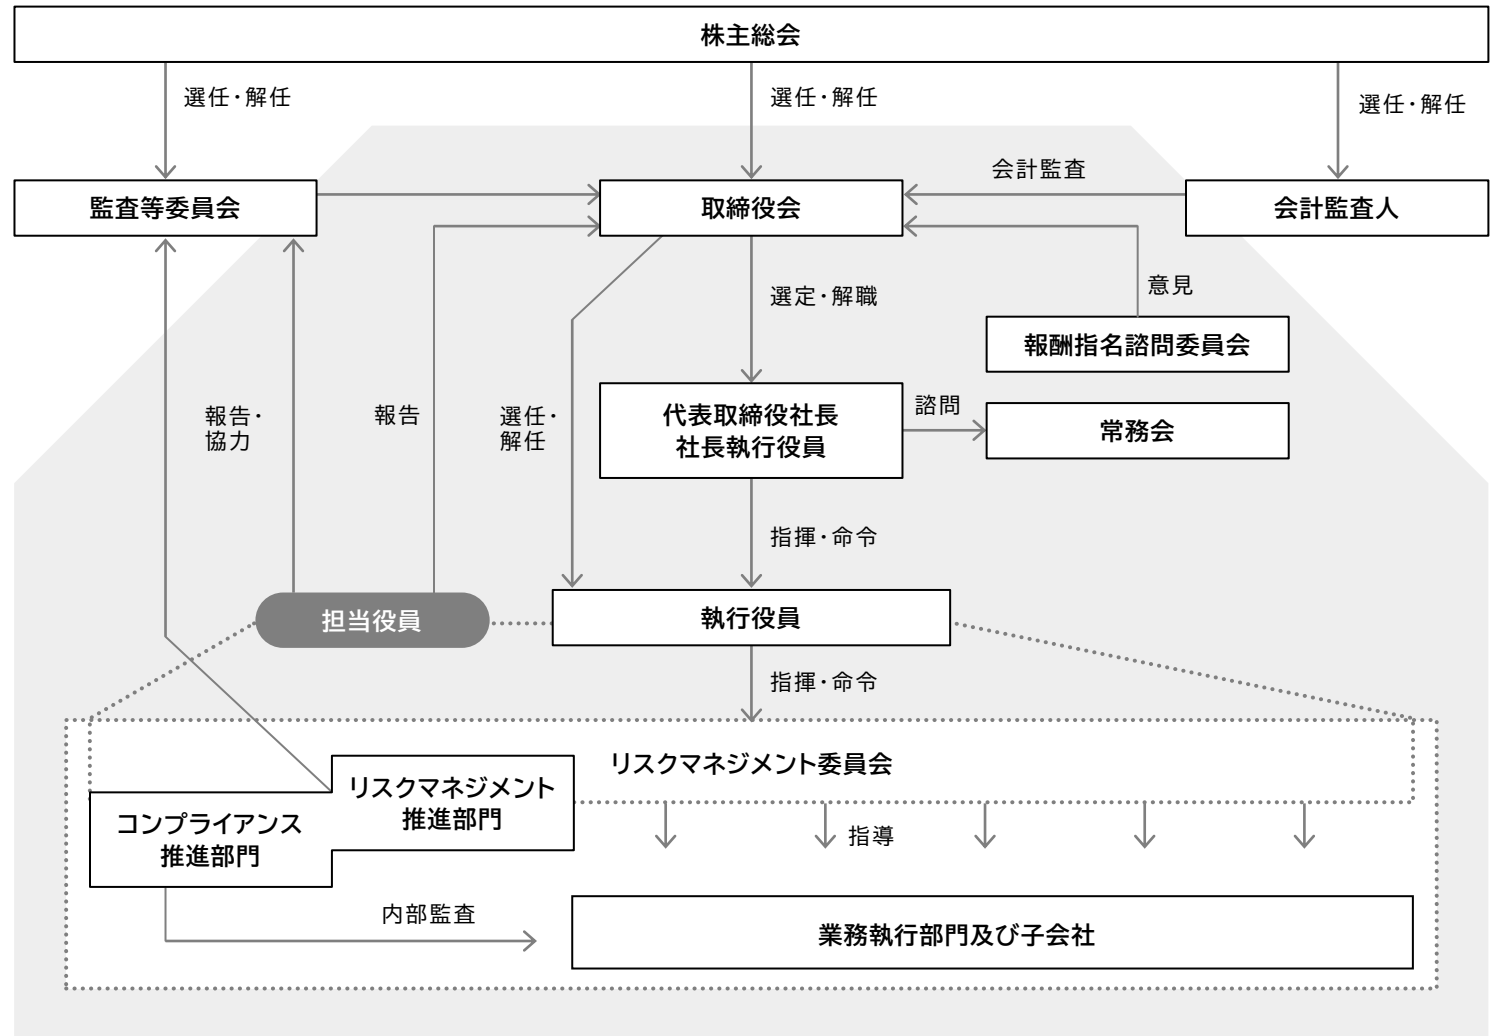 株主総会
選任・解任
選任・解任
選任・解任
監査等委員会
取締役会
会計監査
会計監査人
選定・解職
意見
報酬指名諮問委員会
報告・
協力
報告
選任・
解任
代表取締役社長
社長執行役員
諮問
常務会
指揮・命令
担当役員
執行役員
指揮・命令
リスクマネジメント委員会
リスクマネジメント
推進部門
コンプライアンス
推進部門
指導
内部監査
業務執行部門及び子会社